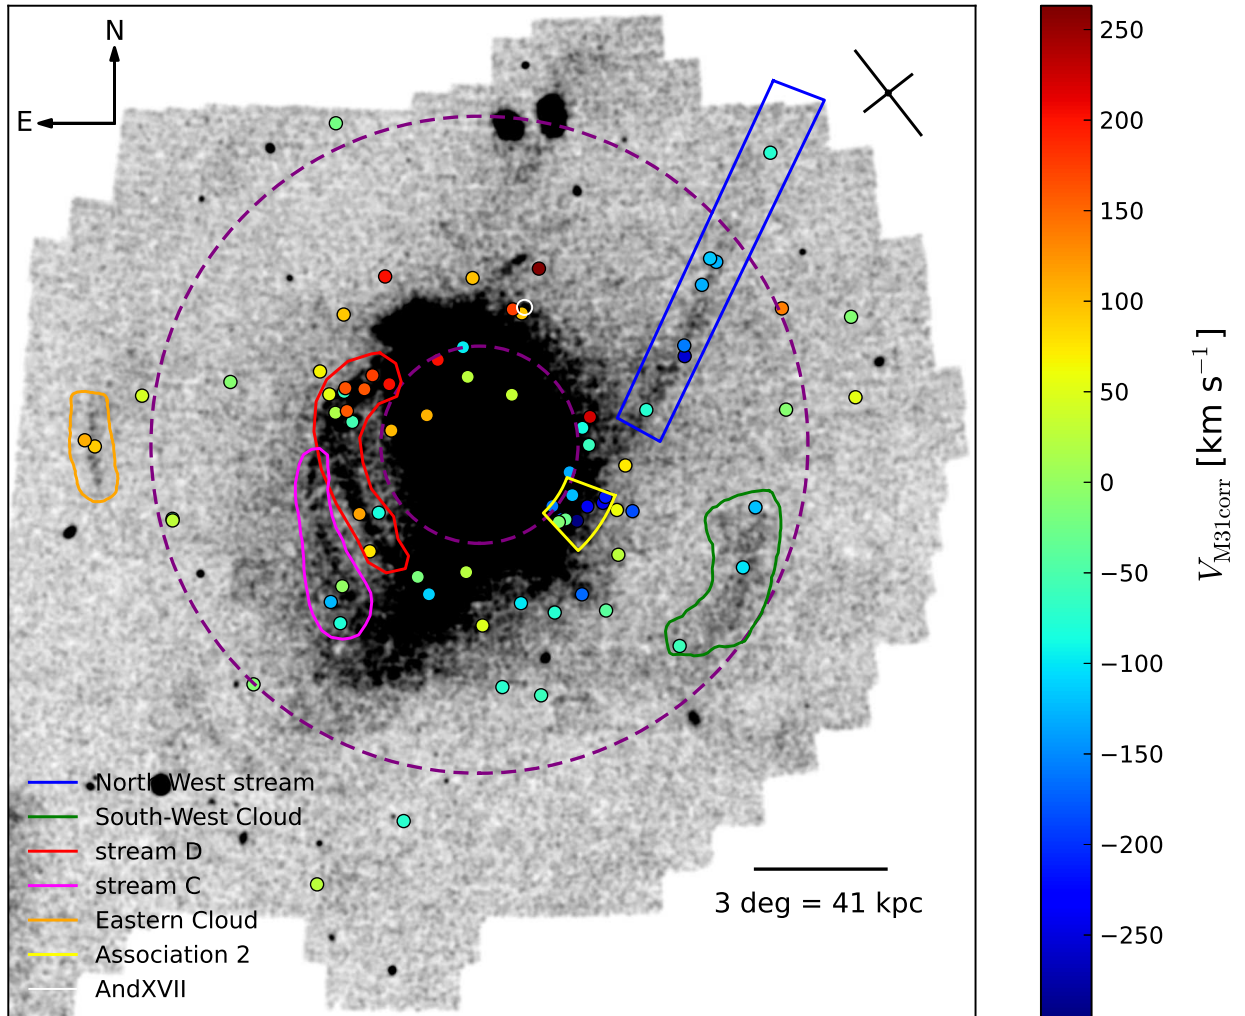 N
E
North-West stream
South-West Cloud
stream D
stream C
Eastern Cloud
Association 2
AndXVII
3 deg = 41 kpc
250
200
150
100
50
0
−50
−100
−150
−200
−250
V_M31corr [km s⁻¹]